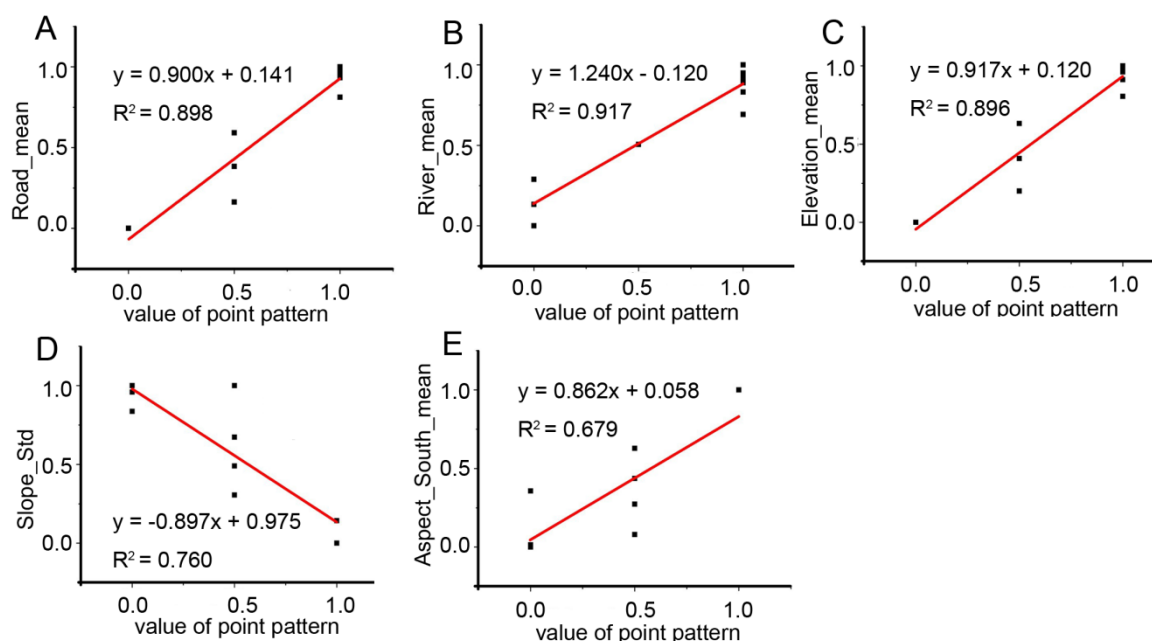 A
Road_mean
1.0
0.5
0.0
y = 0.900x + 0.141
R² = 0.898
0.0 0.5 1.0
value of point pattern
B
River_mean
1.0
0.5
0.0
y = 1.240x - 0.120
R² = 0.917
0.0 0.5 1.0
value of point pattern
C
Elevation_mean
1.0
0.5
0.0
y = 0.917x + 0.120
R² = 0.896
0.0 0.5 1.0
value of point pattern
D
Slope_Std
1.0
0.5
0.0
y = -0.897x + 0.975
R² = 0.760
0.0 0.5 1.0
value of point pattern
E
Aspect_South_mean
1.0
0.5
0.0
y = 0.862x + 0.058
R² = 0.679
0.0 0.5 1.0
value of point pattern